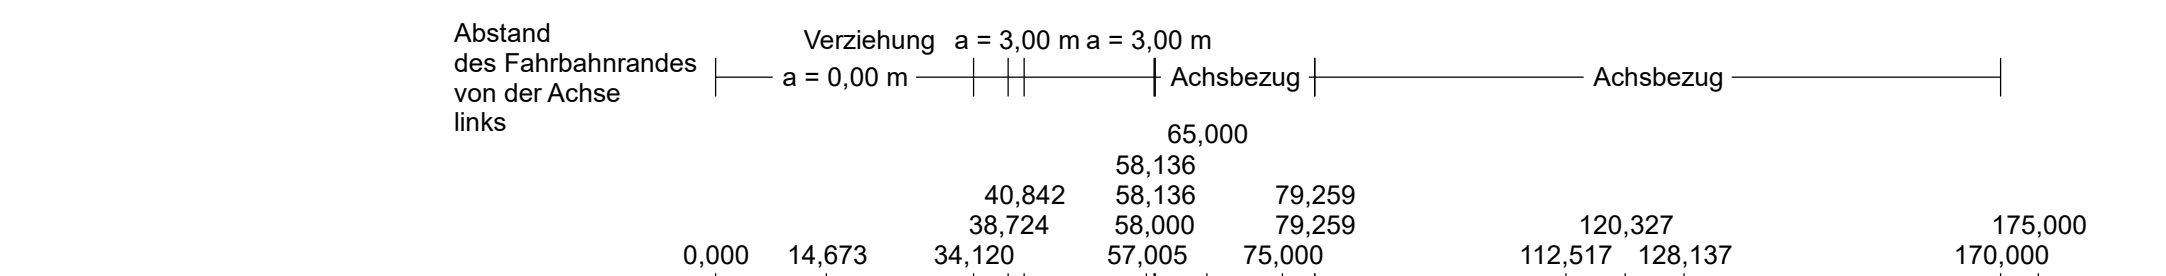 Abstand
des Fahrbahnrandes
von der Achse
links
Verziehung a = 3,00 m a = 3,00 m
a = 0,00 m Achsbezug Achsbezug
65,000
58,136
40,842 58,136 79,259
38,724 58,000 79,259 120,327 175,000
0,000 14,673 34,120 57,005 75,000 112,517 128,137 170,000